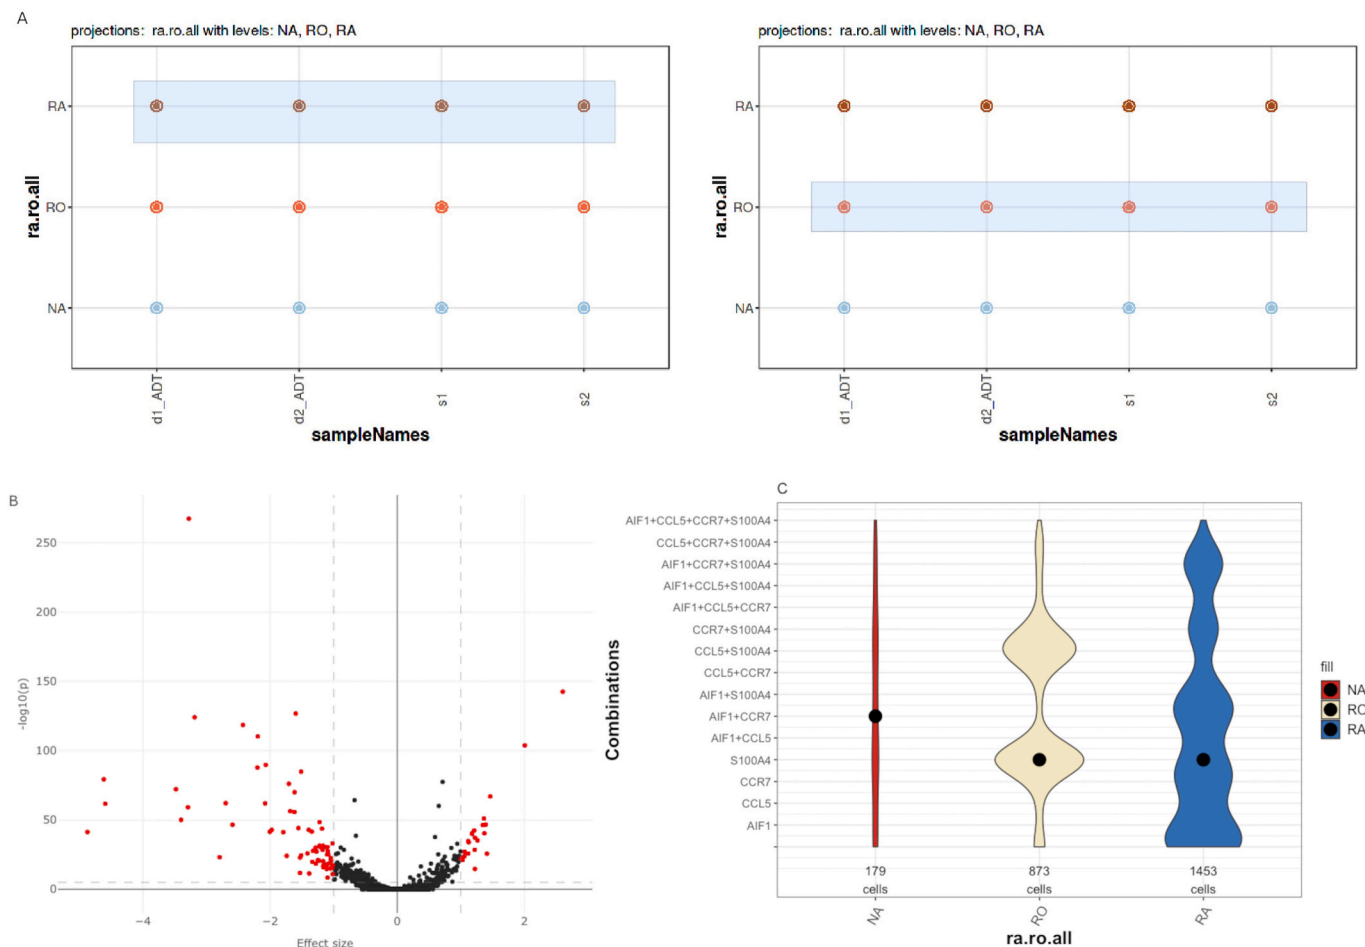 A
projections: ra.ro.all with levels: NA, RO, RA
RA
RO
NA
ra.ro.all
d1_ADT
d2_ADT
s1
s2
sampleNames
projections: ra.ro.all with levels: NA, RO, RA
RA
RO
NA
ra.ro.all
d1_ADT
d2_ADT
s1
s2
sampleNames
B
250
200
150
100
50
0
-log10(p)
−4
−2
0
2
Effect size
C
Combinations
AIF1+CCL5+CCR7+S100A4
CCL5+CCR7+S100A4
AIF1+CCR7+S100A4
AIF1+CCL5+S100A4
AIF1+CCL5+CCR7
CCR7+S100A4
CCL5+S100A4
CCL5+CCR7
AIF1+S100A4
AIF1+CCR7
AIF1+CCL5
S100A4
CCR7
CCL5
AIF1
179 873 1453
cells cells cells
NA RO RA
ra.ro.all
fill
NA
RO
RA